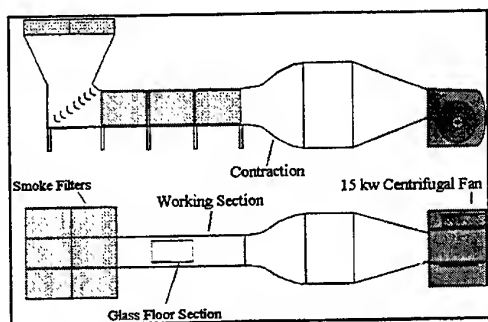 Contraction
Smoke Filters
15 kw Centrifugal Fan
Working Section
Glass Floor Section